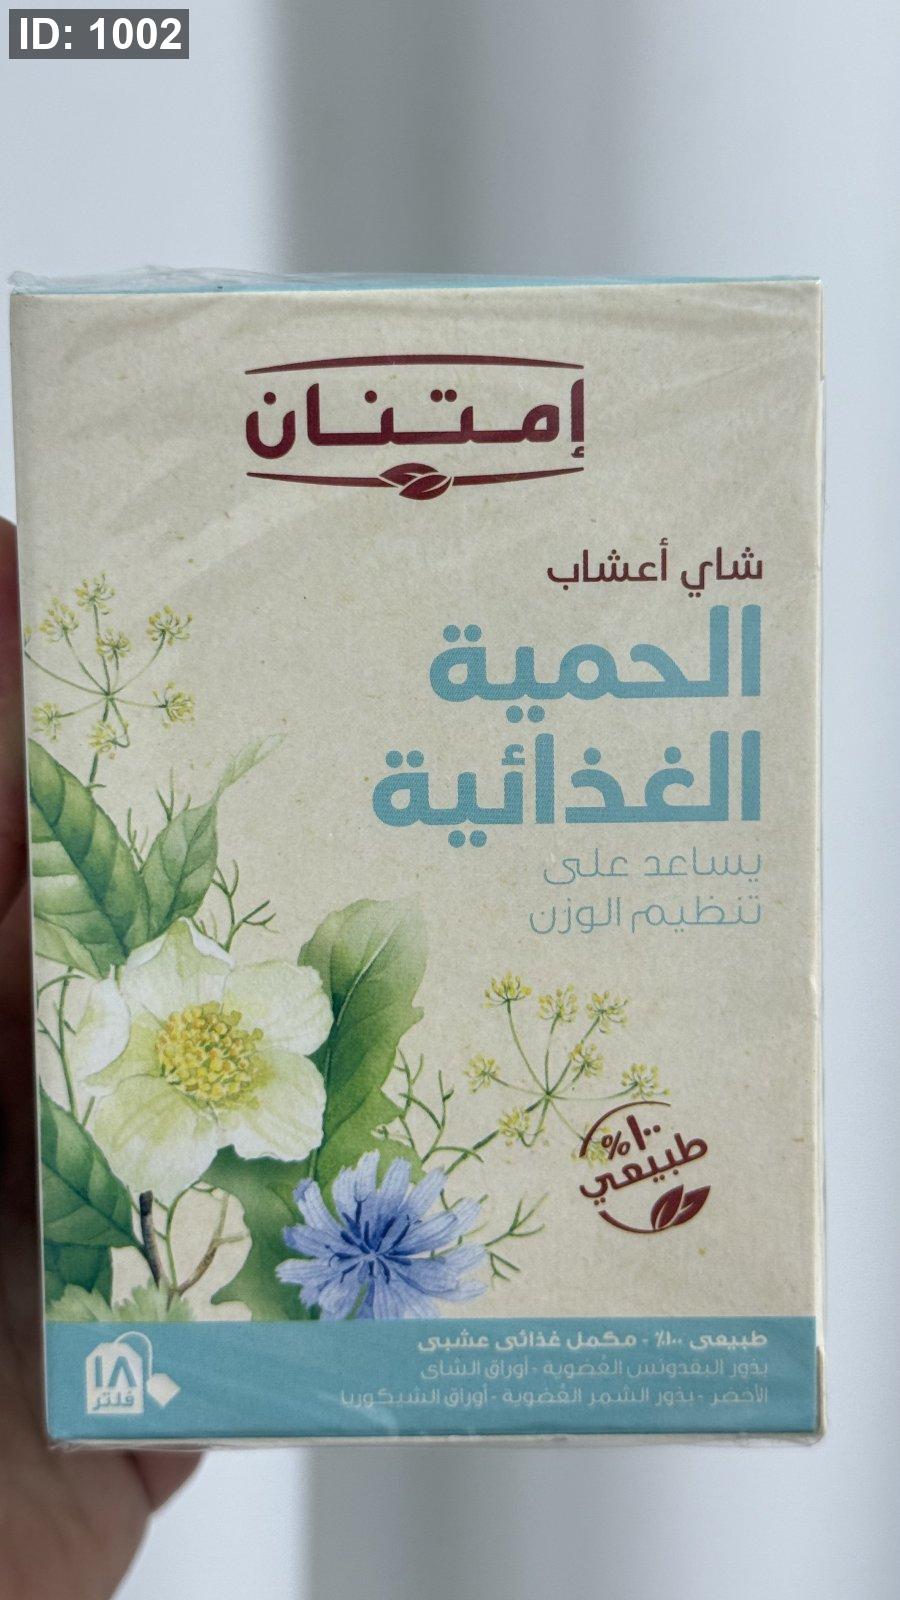 ID: 1002
إمتنان
شاي أعشاب
الحمية
الغذائية
يساعد على
تنظيم الوزن
١٠٠%
طبيعي
طبيعي ١٠٠٪ - مكمل غذائي عشبي
بذور البقدونس العُضوية - أوراق الشاي
الأخضر - بذور الشمر العُضوية - أوراق الشيكوريا
١٨
فلتر